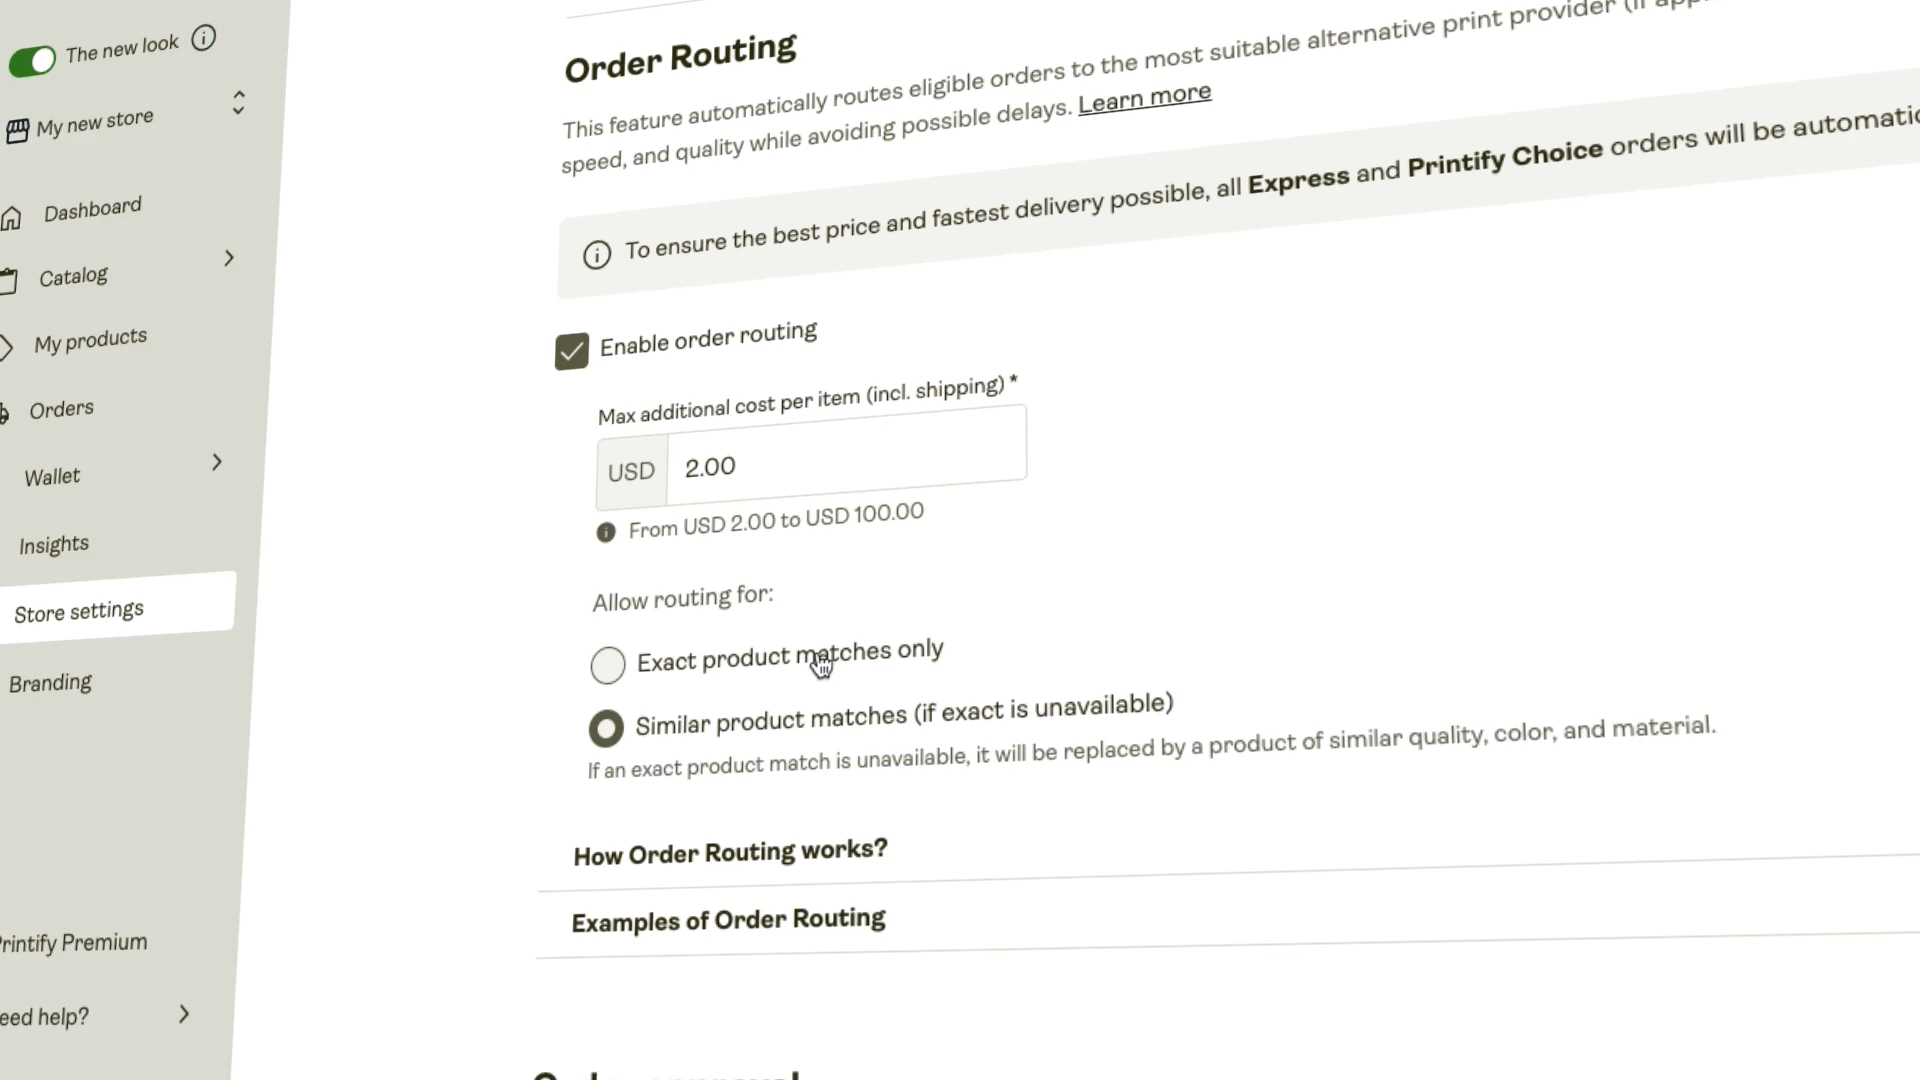 The new look
My new store
Dashboard
Catalog
My products
Orders
Wallet
Insights
Store settings
Branding
Printify Premium
eed help?
Order Routing
This feature automatically routes eligible orders to the most suitable alternative print provider (if
speed, and quality while avoiding possible delays. Learn more
To ensure the best price and fastest delivery possible, all Express and Printify Choice orders will be automatic
Enable order routing
Max additional cost per item (incl. shipping) *
USD 2.00
From USD 2.00 to USD 100.00
Allow routing for:
Exact product matches only
Similar product matches (if exact is unavailable)
If an exact product match is unavailable, it will be replaced by a product of similar quality, color, and material.
How Order Routing works?
Examples of Order Routing